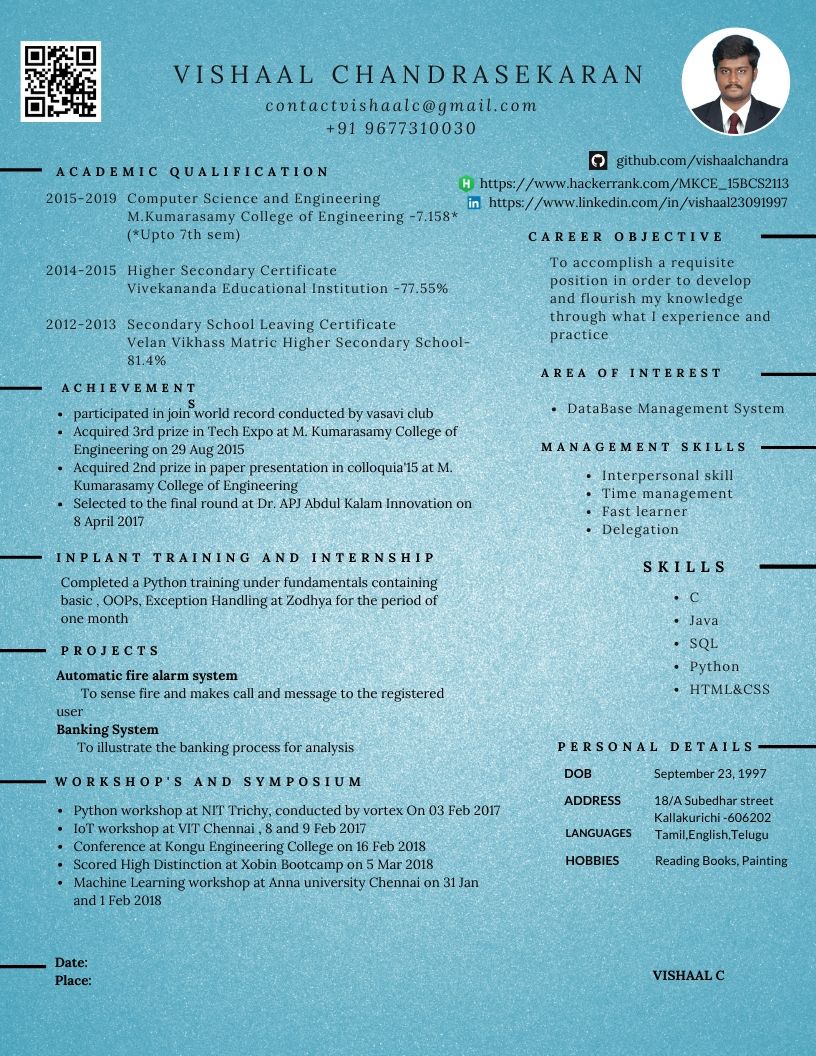 VISHAAL CHANDRASEKARAN
contactvishaalc@gmail.com
+91 9677310030
github.com/vishaalchandra
https://www.hackerrank.com/MKCE_15BCS2113
https://www.linkedin.com/in/vishaal23091997
ACADEMIC QUALIFICATION
2015-2019 Computer Science and Engineering
M.Kumarasamy College of Engineering -7.158*
(*Upto 7th sem)
2014-2015 Higher Secondary Certificate
Vivekananda Educational Institution -77.55%
2012-2013 Secondary School Leaving Certificate
Velan Vikhass Matric Higher Secondary School-
81.4%
ACHIEVEMENT
S
• participated in join world record conducted by vasavi club
• Acquired 3rd prize in Tech Expo at M. Kumarasamy College of
Engineering on 29 Aug 2015
• Acquired 2nd prize in paper presentation in colloquia'15 at M.
Kumarasamy College of Engineering
• Selected to the final round at Dr. APJ Abdul Kalam Innovation on
8 April 2017
INPLANT TRAINING AND INTERNSHIP
Completed a Python training under fundamentals containing
basic , OOPs, Exception Handling at Zodhya for the period of
one month
PROJECTS
Automatic fire alarm system
To sense fire and makes call and message to the registered
user
Banking System
To illustrate the banking process for analysis
WORKSHOP'S AND SYMPOSIUM
• Python workshop at NIT Trichy, conducted by vortex On 03 Feb 2017
• IoT workshop at VIT Chennai , 8 and 9 Feb 2017
• Conference at Kongu Engineering College on 16 Feb 2018
• Scored High Distinction at Xobin Bootcamp on 5 Mar 2018
• Machine Learning workshop at Anna university Chennai on 31 Jan
and 1 Feb 2018
Date:
Place:
CAREER OBJECTIVE
To accomplish a requisite
position in order to develop
and flourish my knowledge
through what I experience and
practice
AREA OF INTEREST
• DataBase Management System
MANAGEMENT SKILLS
• Interpersonal skill
• Time management
• Fast learner
• Delegation
SKILLS
• C
• Java
• SQL
• Python
• HTML&CSS
PERSONAL DETAILS
DOB September 23, 1997
ADDRESS 18/A Subedhar street
Kallakurichi -606202
LANGUAGES Tamil,English,Telugu
HOBBIES Reading Books, Painting
VISHAAL C